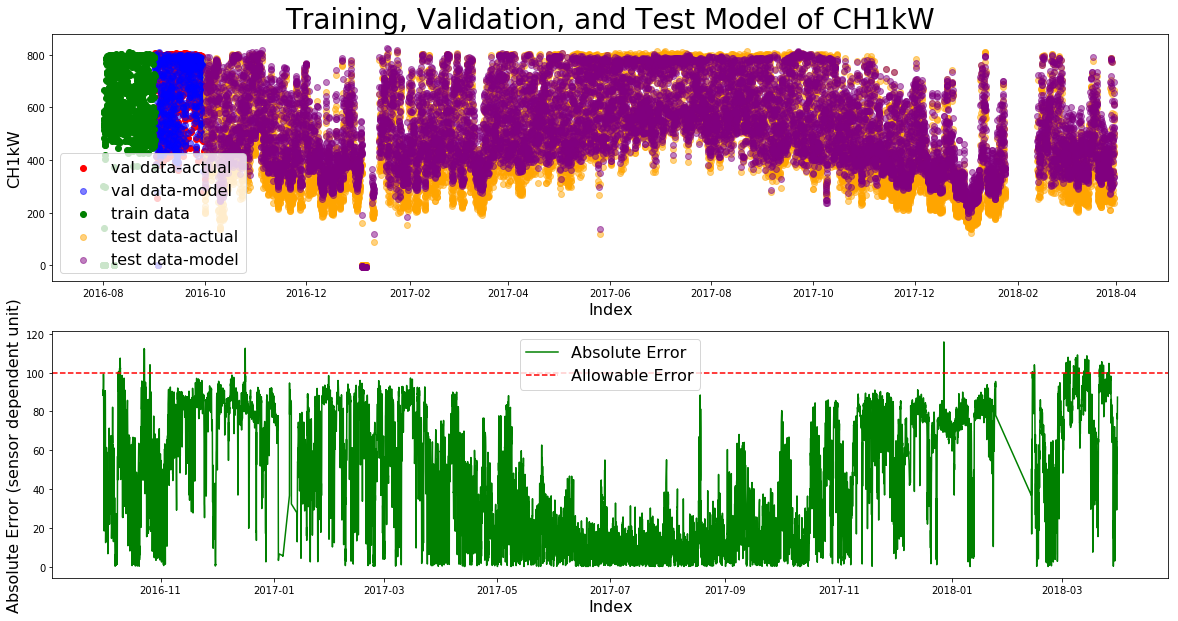 Training, Validation, and Test Model of CH1kW
CH1kW
800
600
400
200
0
val data-actual
val data-model
train data
test data-actual
test data-model
2016-08 2016-10 2016-12 2017-02 2017-04 2017-06 2017-08 2017-10 2017-12 2018-02 2018-04
Index
Absolute Error (sensor dependent unit)
120
100
80
60
40
20
0
Absolute Error
Allowable Error
2016-11 2017-01 2017-03 2017-05 2017-07 2017-09 2017-11 2018-01 2018-03
Index